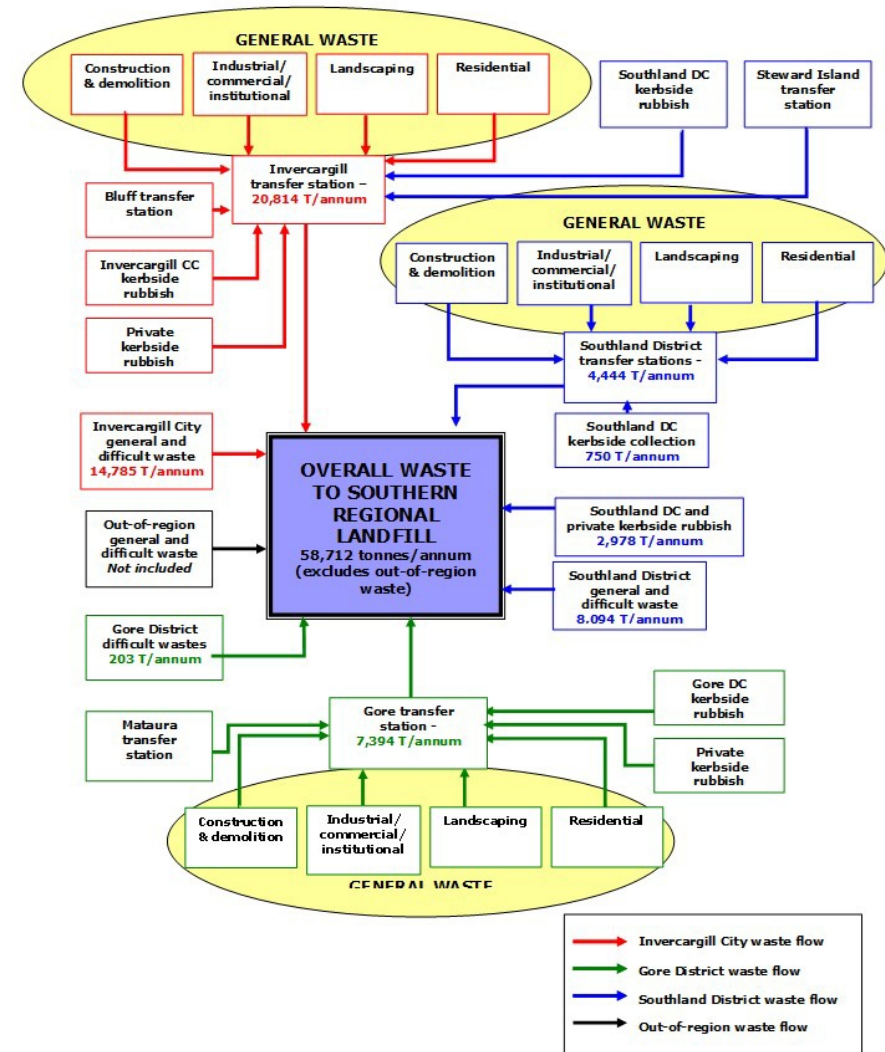 GENERAL WASTE
Construction
& demolition
Industrial/
commercial/
institutional
Landscaping
Residential
Southland DC
kerbside
rubbish
Steward Island
transfer
station
Invercargill
transfer station –
20,814 T/annum
Bluff transfer
station
Invercargill CC
kerbside
rubbish
Private
kerbside
rubbish
GENERAL WASTE
Construction
& demolition
Industrial/
commercial/
institutional
Landscaping
Residential
Southland District
transfer stations -
4,444 T/annum
Southland DC
kerbside collection
750 T/annum
Invercargill City
general and
difficult waste
14,785 T/annum
OVERALL WASTE
TO SOUTHERN
REGIONAL
LANDFILL
58,712 tonnes/annum
(excludes out-of-region
waste)
Out-of-region
general and
difficult waste
Not included
Southland DC and
private kerbside rubbish
2,978 T/annum
Southland District
general and
difficult waste
8.094 T/annum
Gore District
difficult wastes
203 T/annum
Mataura
transfer
station
Gore transfer
station -
7,394 T/annum
Gore DC
kerbside
rubbish
Private
kerbside
rubbish
Construction
& demolition
Industrial/
commercial/
institutional
Landscaping
Residential
GENERAL WASTE
Invercargill City waste flow
Gore District waste flow
Southland District waste flow
Out-of-region waste flow